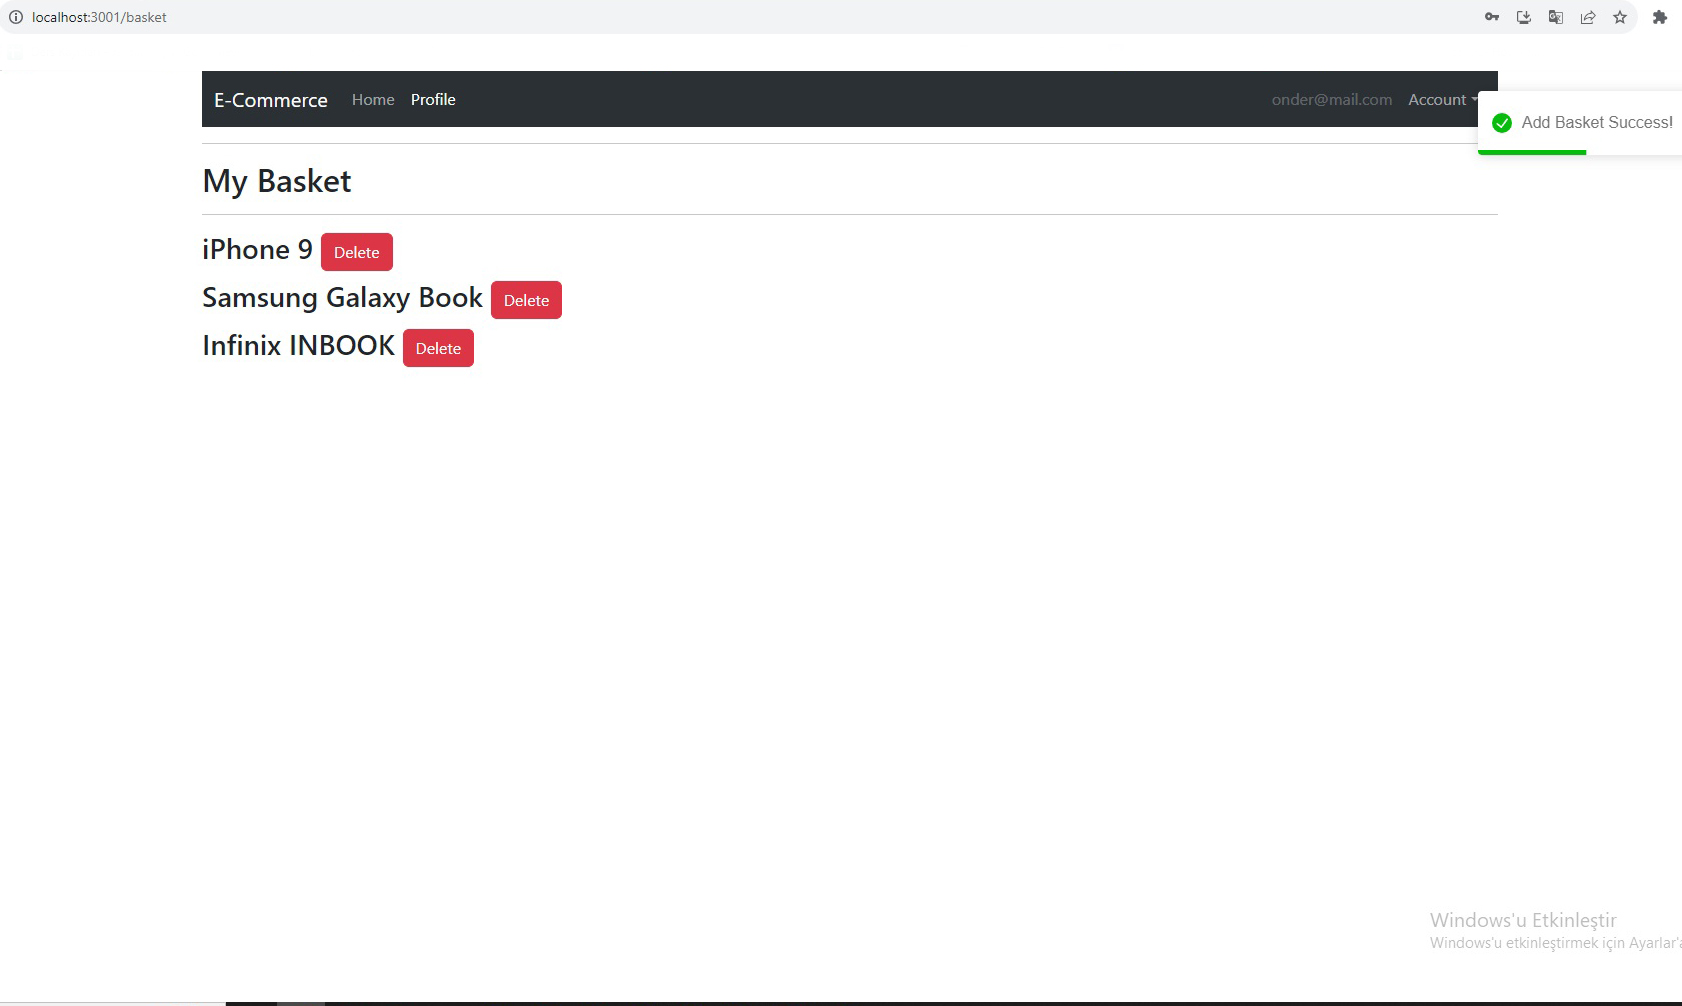 localhost:3001/basket
E-Commerce Home Profile onder@mail.com Account
Add Basket Success!
My Basket
iPhone 9 Delete
Samsung Galaxy Book Delete
Infinix INBOOK Delete
Windows'u Etkinleştir
Windows'u etkinleştirmek için Ayarlar'a